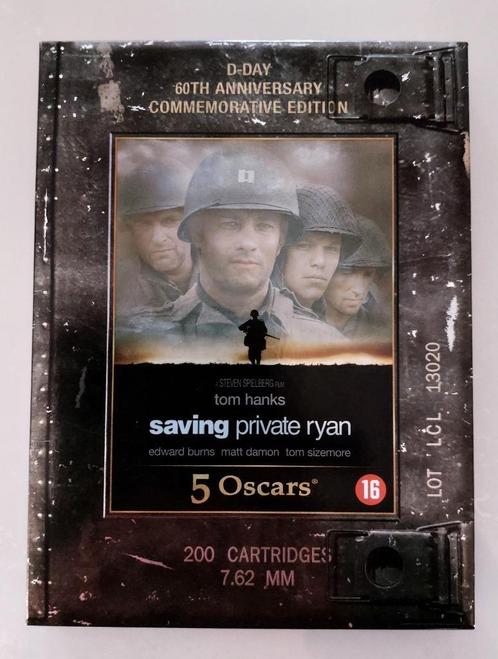 D-DAY
60TH ANNIVERSARY
COMMEMORATIVE EDITION
A STEVEN SPIELBERG FILM
tom hanks
saving private ryan
edward burns matt damon tom sizemore
5 Oscars®
16
LOT LCL 13020
200 CARTRIDGES
7.62 MM